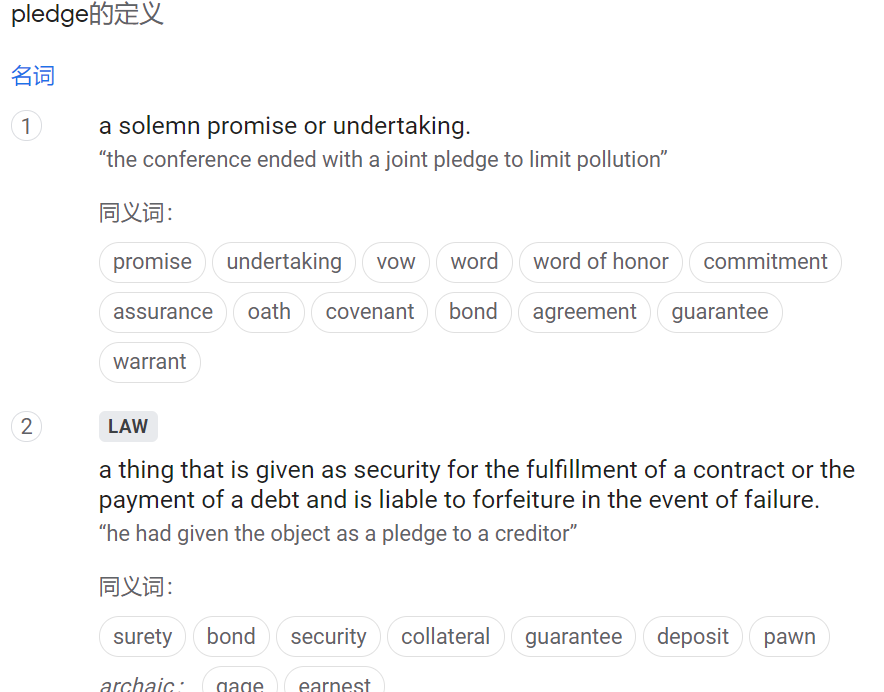 pledge的定义
名词
1 a solemn promise or undertaking.
“the conference ended with a joint pledge to limit pollution”
同义词：
promise undertaking vow word word of honor commitment
assurance oath covenant bond agreement guarantee
warrant
2 LAW
a thing that is given as security for the fulfillment of a contract or the
payment of a debt and is liable to forfeiture in the event of failure.
“he had given the object as a pledge to a creditor”
同义词：
surety bond security collateral guarantee deposit pawn
archaic： gage earnest